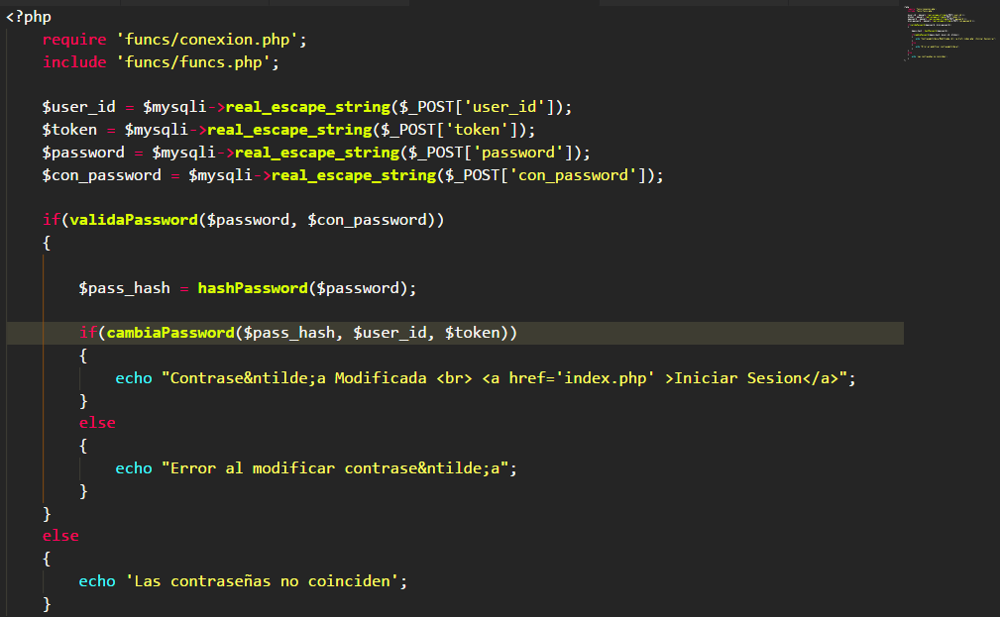 <?php
require 'funcs/conexion.php';
include 'funcs/funcs.php';
$user_id = $mysqli->real_escape_string($_POST['user_id']);
$token = $mysqli->real_escape_string($_POST['token']);
$password = $mysqli->real_escape_string($_POST['password']);
$con_password = $mysqli->real_escape_string($_POST['con_password']);
if(validaPassword($password, $con_password))
{
$pass_hash = hashPassword($password);
if(cambiaPassword($pass_hash, $user_id, $token))
{
echo "Contrase&ntilde;a Modificada <br> <a href='index.php' >Iniciar Sesion</a>";
}
else
{
echo "Error al modificar contrase&ntilde;a";
}
}
else
{
echo 'Las contraseñas no coinciden';
}